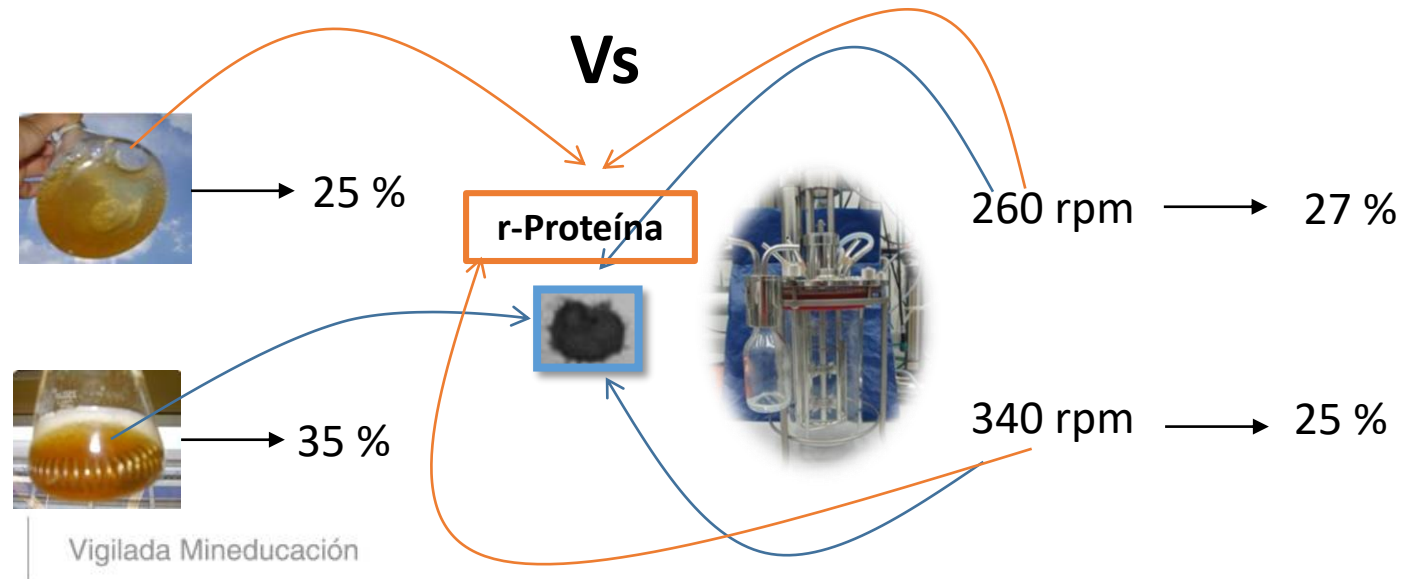 Vs
25 %
r-Proteína
260 rpm
27 %
35 %
340 rpm
25 %
Vigilada Mineducación